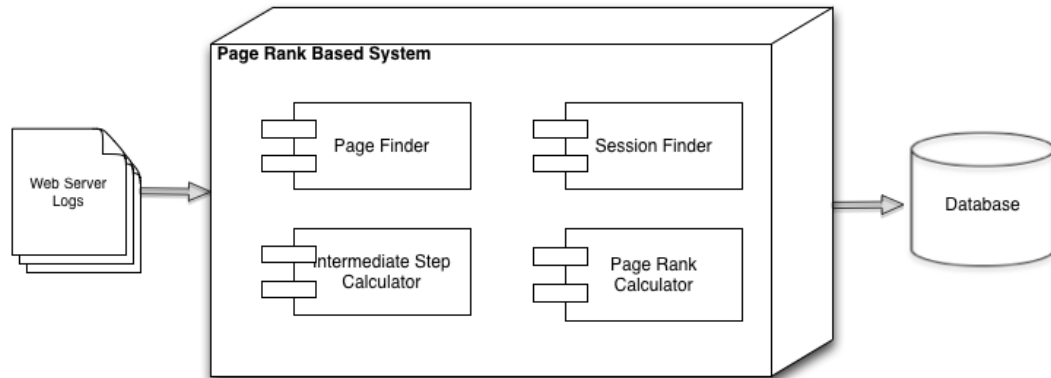 Page Rank Based System
Page Finder
Session Finder
Web Server
Logs
Database
Intermediate Step
Calculator
Page Rank
Calculator